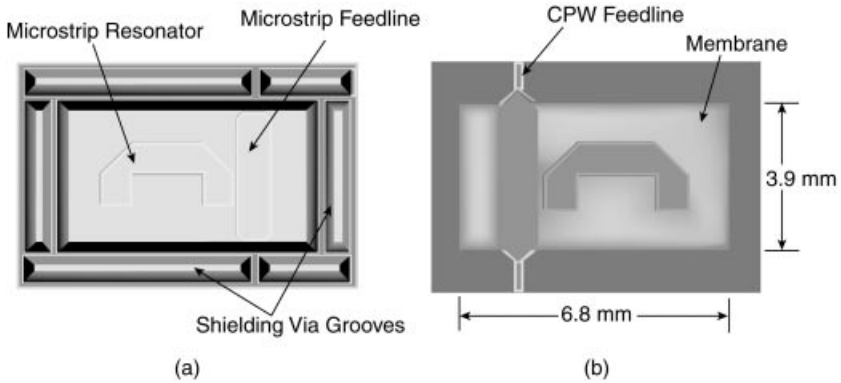 Microstrip Resonator
Microstrip Feedline
CPW Feedline
Membrane
3.9 mm
6.8 mm
Shielding Via Grooves
(a)
(b)